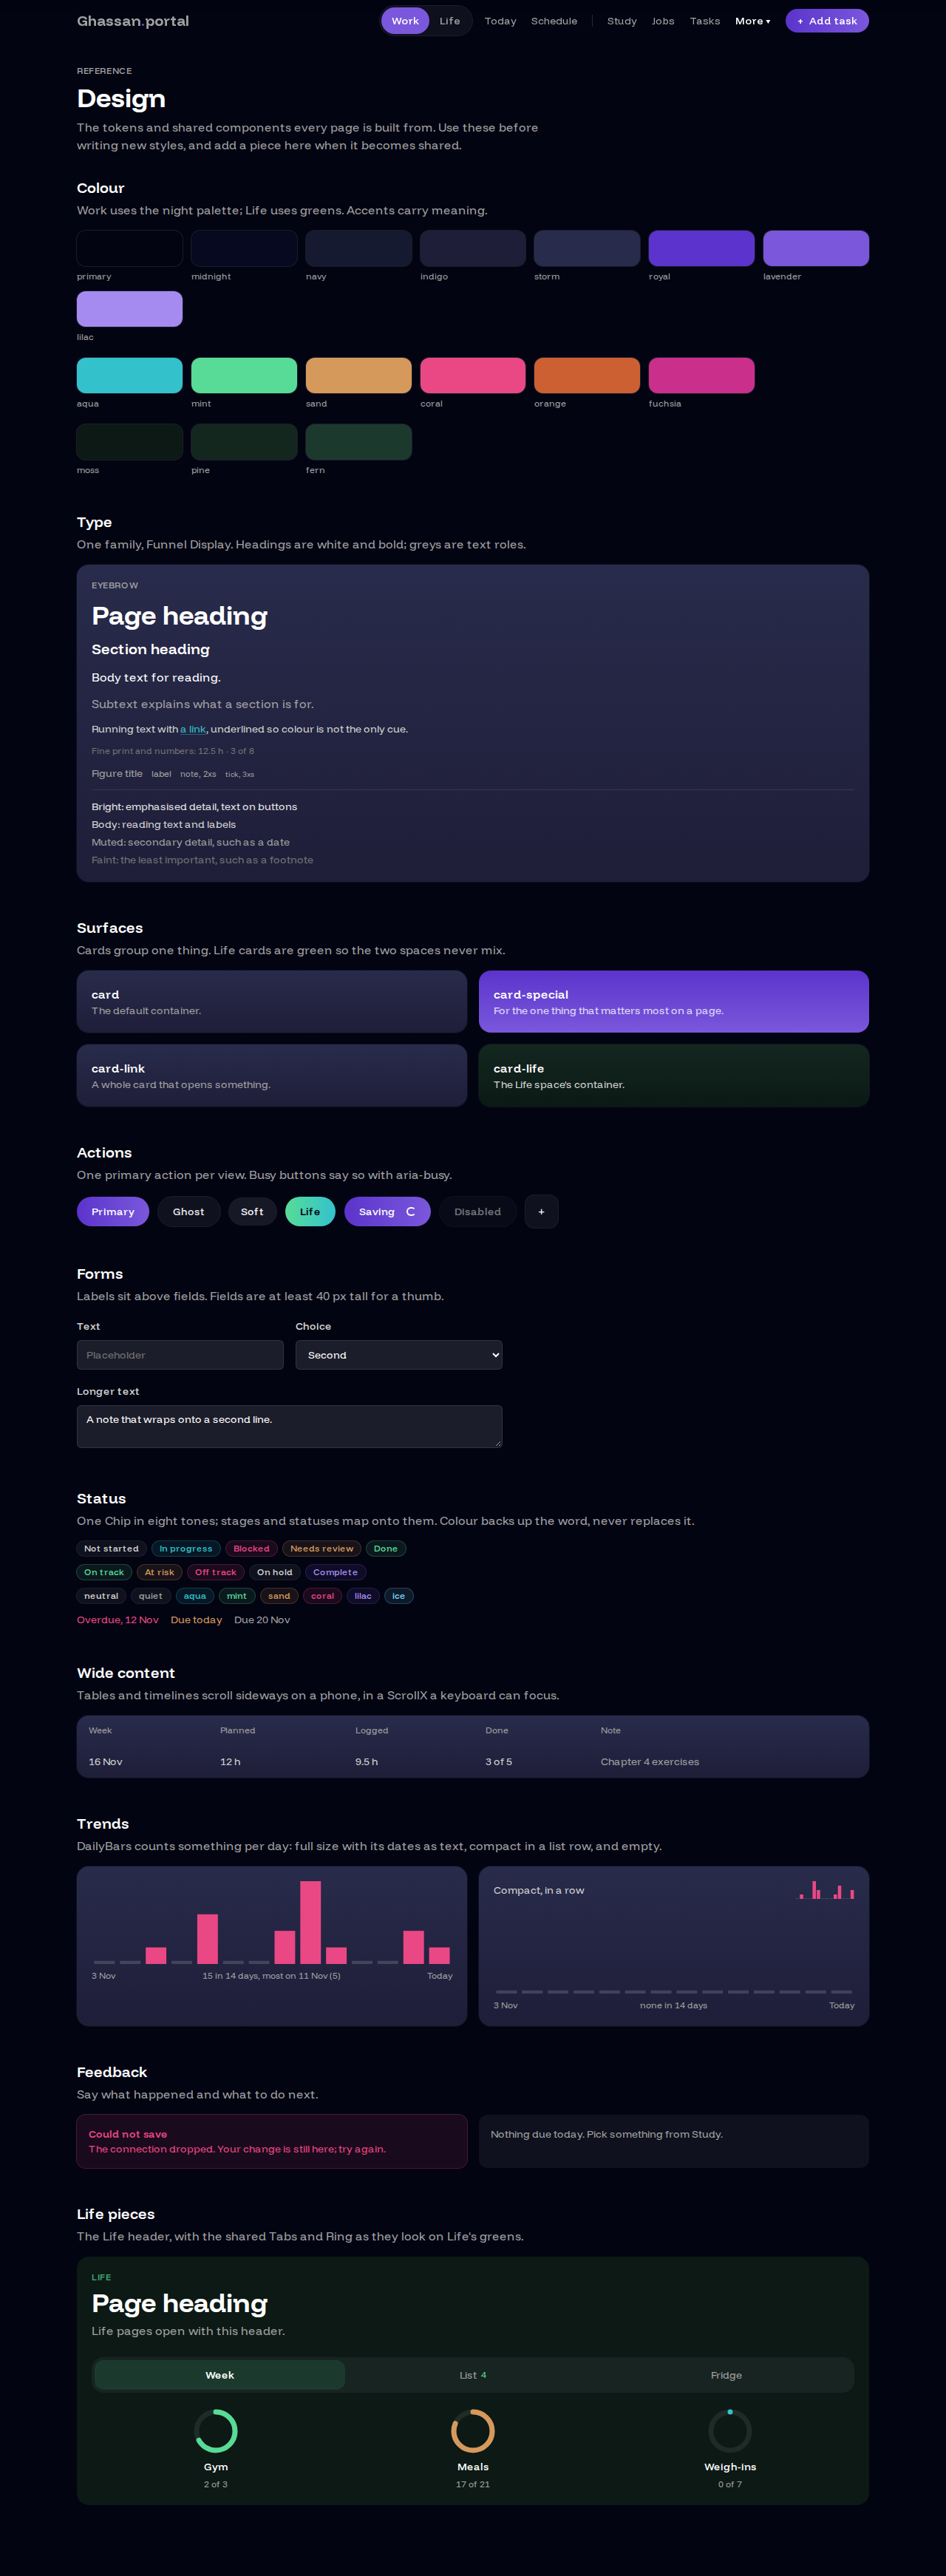 Ghassan.portal
Work Life Today Schedule Study Jobs Tasks More ▾ + Add task
REFERENCE
Design
The tokens and shared components every page is built from. Use these before
writing new styles, and add a piece here when it becomes shared.
Colour
Work uses the night palette; Life uses greens. Accents carry meaning.
primary midnight navy indigo storm royal lavender
lilac
aqua mint sand coral orange fuchsia
moss pine fern
Type
One family, Funnel Display. Headings are white and bold; greys are text roles.
EYEBROW
Page heading
Section heading
Body text for reading.
Subtext explains what a section is for.
Running text with a link, underlined so colour is not the only cue.
Fine print and numbers: 12.5 h · 3 of 8
Figure title label note, 2xs tick, 3xs
Bright: emphasised detail, text on buttons
Body: reading text and labels
Muted: secondary detail, such as a date
Faint: the least important, such as a footnote
Surfaces
Cards group one thing. Life cards are green so the two spaces never mix.
card
The default container.
card-special
For the one thing that matters most on a page.
card-link
A whole card that opens something.
card-life
The Life space's container.
Actions
One primary action per view. Busy buttons say so with aria-busy.
Primary Ghost Soft Life Saving Disabled +
Forms
Labels sit above fields. Fields are at least 40 px tall for a thumb.
Text Choice
Placeholder Second
Longer text
A note that wraps onto a second line.
Status
One Chip in eight tones; stages and statuses map onto them. Colour backs up the word, never replaces it.
Not started In progress Blocked Needs review Done
On track At risk Off track On hold Complete
neutral quiet aqua mint sand coral lilac ice
Overdue, 12 Nov Due today Due 20 Nov
Wide content
Tables and timelines scroll sideways on a phone, in a ScrollX a keyboard can focus.
Week Planned Logged Done Note
16 Nov 12 h 9.5 h 3 of 5 Chapter 4 exercises
Trends
DailyBars counts something per day: full size with its dates as text, compact in a list row, and empty.
3 Nov 15 in 14 days, most on 11 Nov (5) Today
Compact, in a row
3 Nov none in 14 days Today
Feedback
Say what happened and what to do next.
Could not save
The connection dropped. Your change is still here; try again.
Nothing due today. Pick something from Study.
Life pieces
The Life header, with the shared Tabs and Ring as they look on Life's greens.
LIFE
Page heading
Life pages open with this header.
Week List 4 Fridge
Gym Meals Weigh-ins
2 of 3 17 of 21 0 of 7